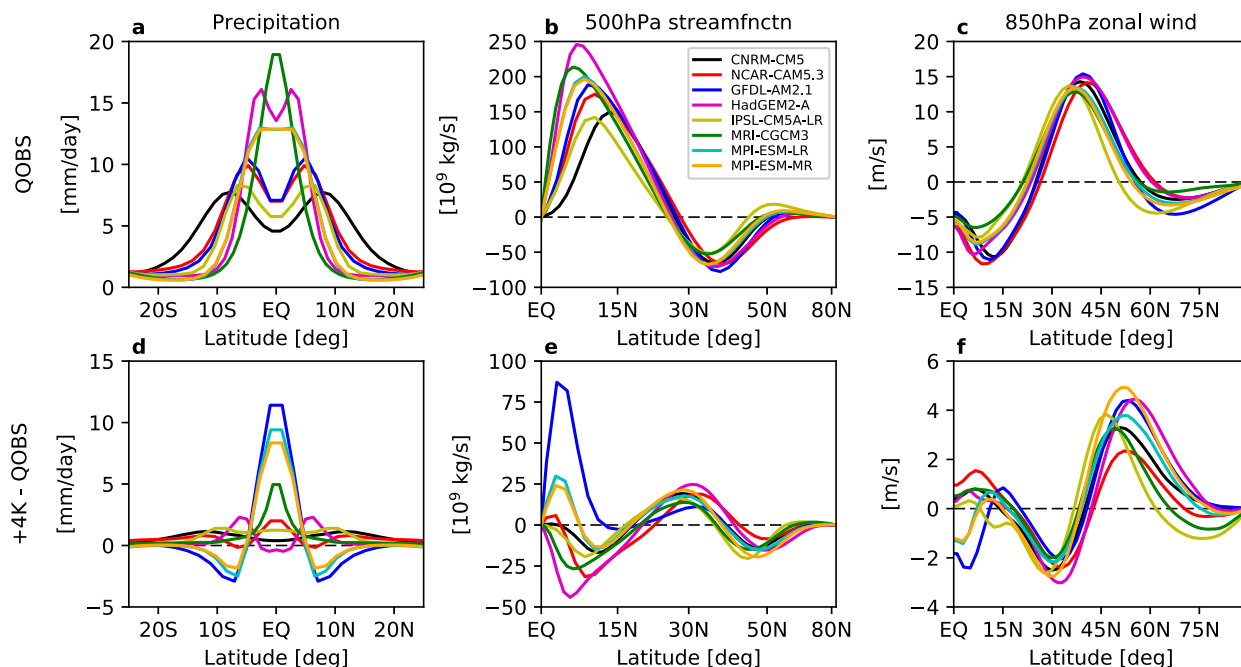 Precipitation
500hPa streamfnctn
850hPa zonal wind
a
b
c
QOBS
[mm/day]
20
15
10
5
0
20S 10S EQ 10N 20N
Latitude [deg]
[10^9 kg/s]
250
200
150
100
50
0
−50
−100
EQ 15N 30N 50N 80N
Latitude [deg]
CNRM-CM5
NCAR-CAM5.3
GFDL-AM2.1
HadGEM2-A
IPSL-CM5A-LR
MRI-CGCM3
MPI-ESM-LR
MPI-ESM-MR
[m/s]
20
15
10
5
0
−5
−10
−15
EQ 15N 30N 45N 60N 75N
Latitude [deg]
d
e
f
+4K - QOBS
[mm/day]
15
10
5
0
−5
20S 10S EQ 10N 20N
Latitude [deg]
[10^9 kg/s]
100
75
50
25
0
−25
−50
EQ 15N 30N 50N 80N
Latitude [deg]
[m/s]
6
4
2
0
−2
−4
EQ 15N 30N 45N 60N 75N
Latitude [deg]